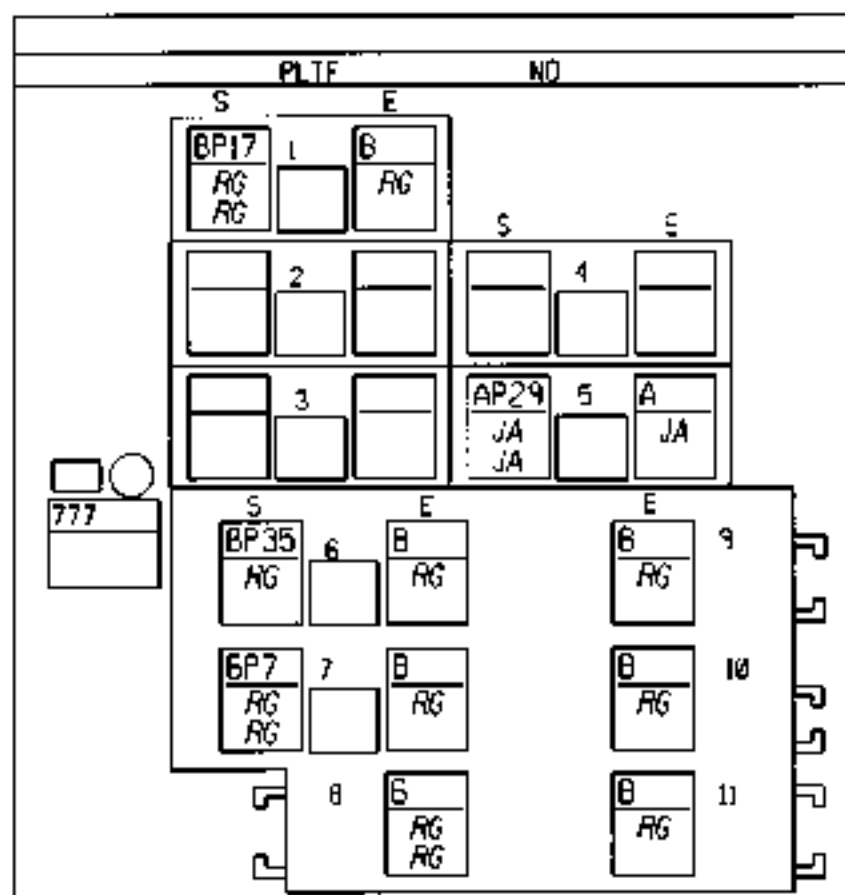 PLTF NO
S E
BP17 1 B
RG RG
RG
S E
2 4
3 AP29 5 A
JA JA
JA
777
S E E
BP35 6 B B 9
RG RG RG
BP7 7 B B 10
RG RG RG
RG
8 B B 11
RG RG
RG